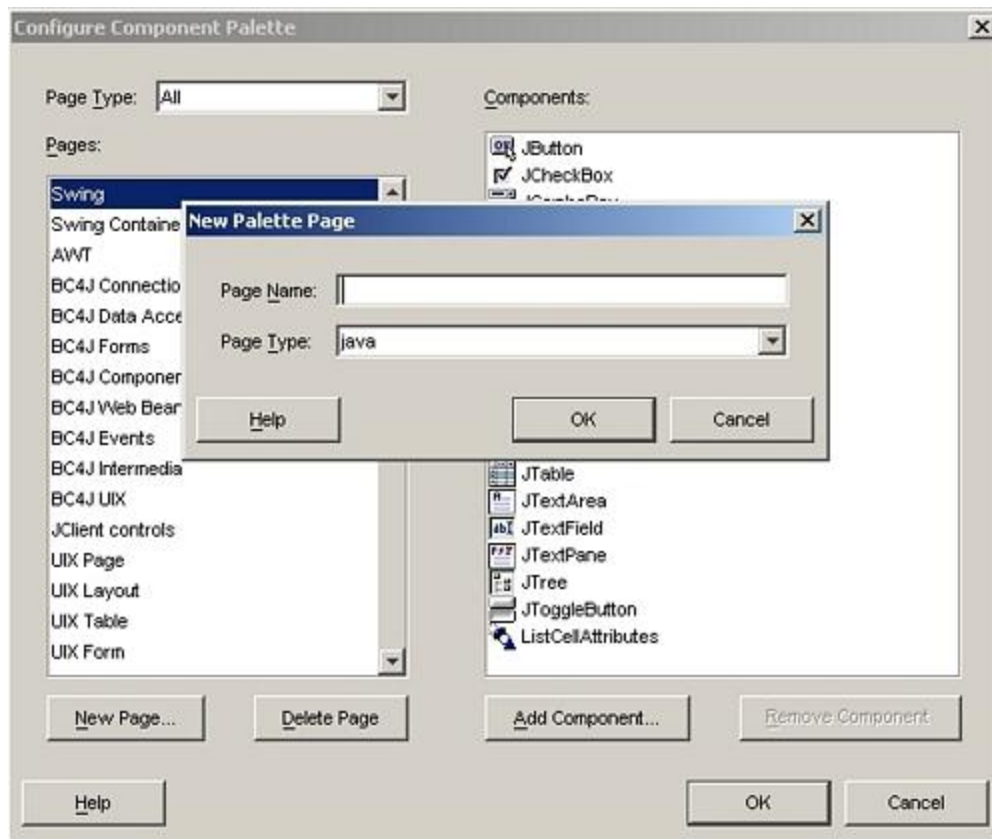 Configure Component Palette
Page Type: All
Pages:
Swing
Swing Containe
AWT
BC4J Connectio
BC4J Data Acce
BC4J Forms
BC4J Componer
BC4J Web Bear
BC4J Events
BC4J Intermedia
BC4J UIX
JClient controls
UIX Page
UIX Layout
UIX Table
UIX Form
New Page...
Delete Page
Components:
JButton
JCheckBox
JTable
JTextArea
JTextField
JTextPane
JTree
JToggleButton
ListCellAttributes
Add Component...
Remove Component
New Palette Page
Page Name:
Page Type: java
Help
OK
Cancel
Help
OK
Cancel